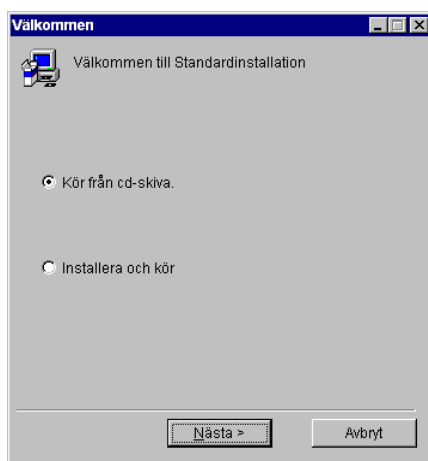 Välkommen
Välkommen till Standardinstallation
Kör från cd-skiva.
Installera och kör
Nästa >
Avbryt